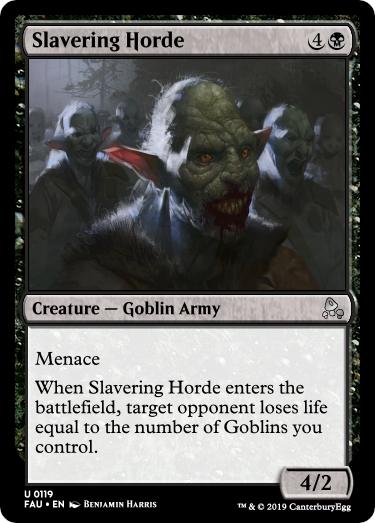 Slavering Horde 4
Creature — Goblin Army
Menace
When Slavering Horde enters the
battlefield, target opponent loses life
equal to the number of Goblins you
control.
4/2
U 0119
FAU • EN Benjamin Harris
™ & © 2019 CanterburyEgg